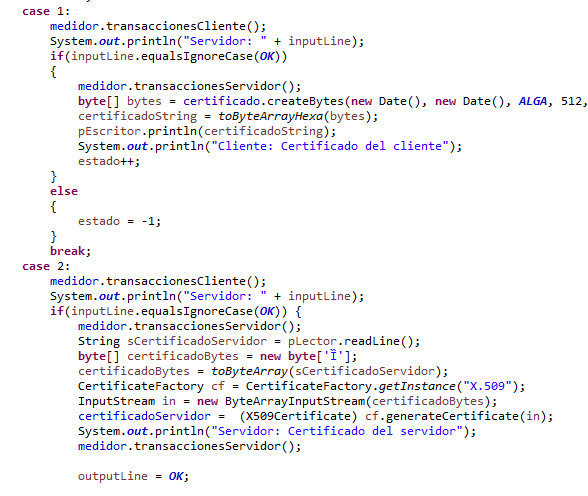 case 1:
medidor.transaccionesCliente();
System.out.println("Servidor: " + inputLine);
if(inputLine.equalsIgnoreCase(OK))
{
medidor.transaccionesServidor();
byte[] bytes = certificado.createBytes(new Date(), new Date(), ALGA, 512,
certificadoString = toByteArrayHexa(bytes);
pEscritor.println(certificadoString);
System.out.println("Cliente: Certificado del cliente");
estado++;
}
else
{
estado = -1;
}
break;
case 2:
medidor.transaccionesCliente();
System.out.println("Servidor: " + inputLine);
if(inputLine.equalsIgnoreCase(OK)) {
medidor.transaccionesServidor();
String sCertificadoServidor = pLector.readLine();
byte[] certificadoBytes = new byte[''];
certificadoBytes = toByteArray(sCertificadoServidor);
CertificateFactory cf = CertificateFactory.getInstance("X.509");
InputStream in = new ByteArrayInputStream(certificadoBytes);
certificadoServidor = (X509Certificate) cf.generateCertificate(in);
System.out.println("Servidor: Certificado del servidor");
medidor.transaccionesServidor();
outputLine = OK;